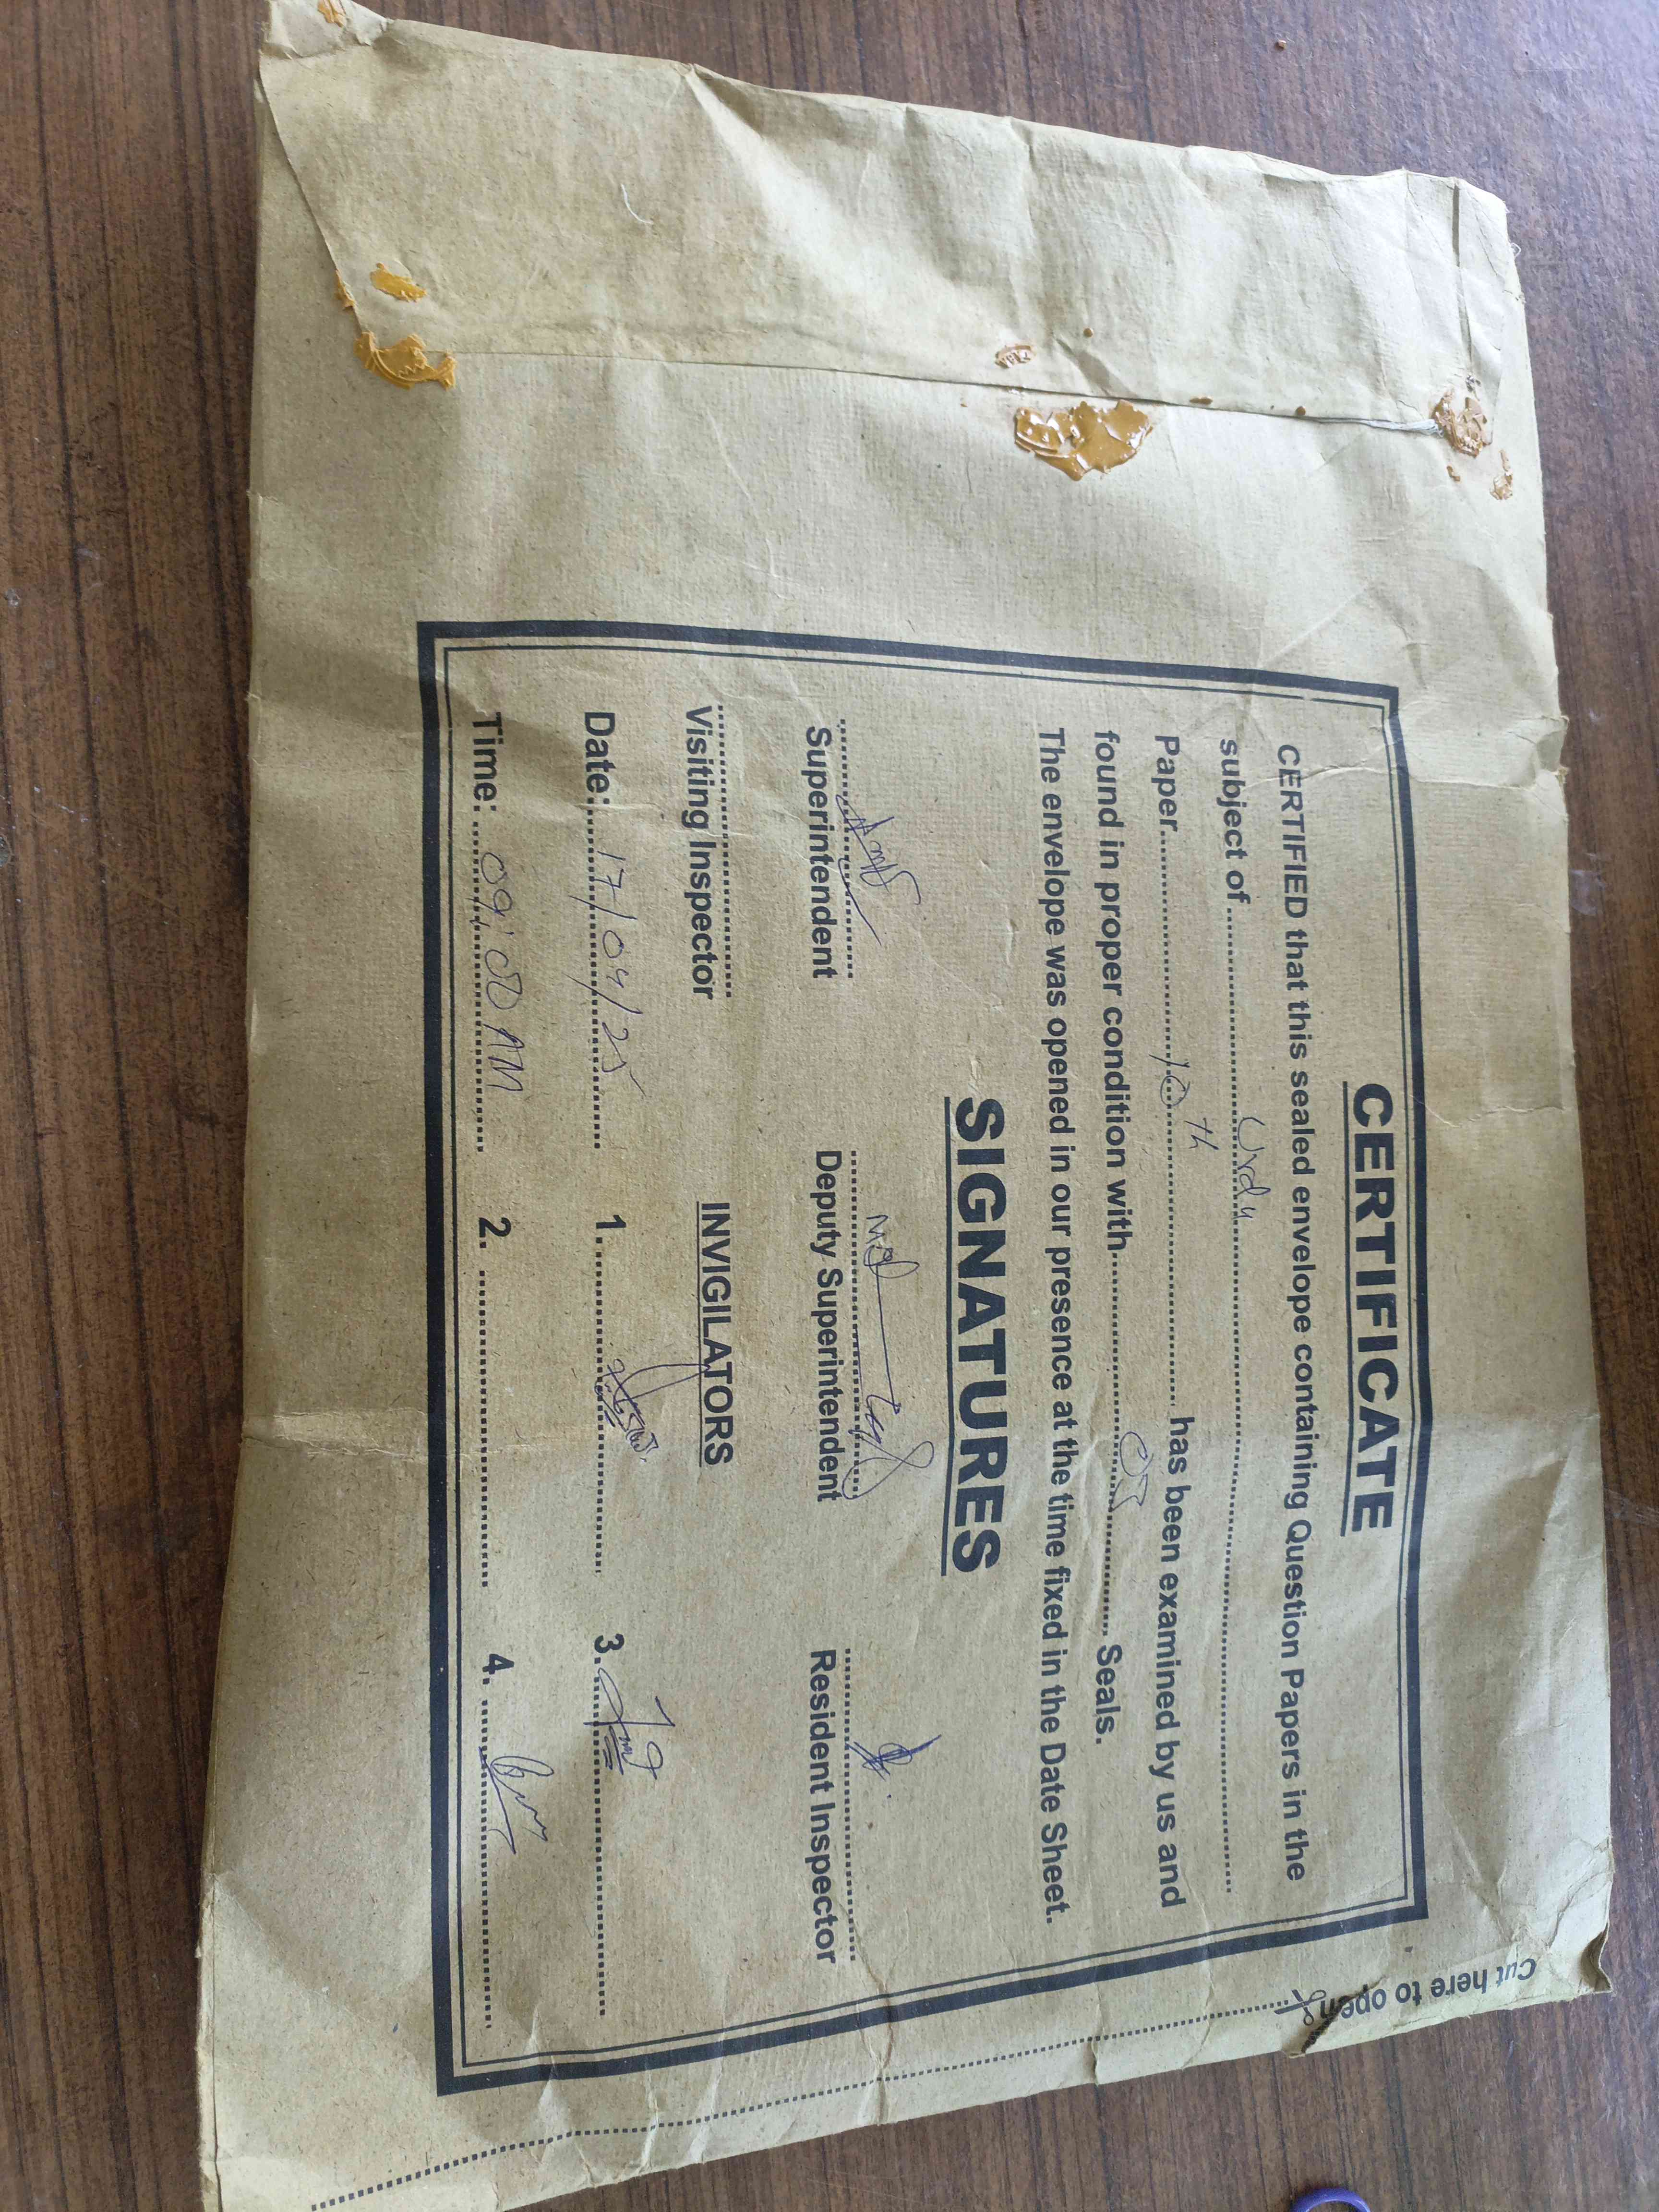 CERTIFICATE
CERTIFIED that this sealed envelope containing Question Papers in the
subject of ........ Urdu ........
Paper ........ 10th ........ has been examined by us and
found in proper condition with ........ 05 ........ Seals.
The envelope was opened in our presence at the time fixed in the Date Sheet.
SIGNATURES
Superintendent Deputy Superintendent Resident Inspector
Visiting Inspector INVIGILATORS
Date: 17/04/25 1. 3.
Time: 09:00 AM 2. 4.
Cut here to open